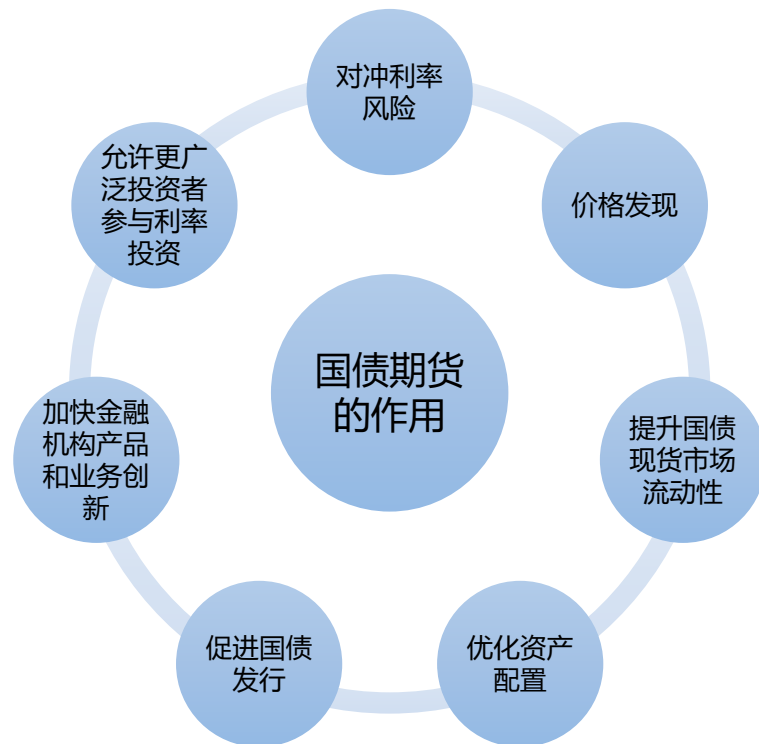 对冲利率
风险
价格发现
提升国债
现货市场
流动性
优化资产
配置
促进国债
发行
加快金融
机构产品
和业务创
新
允许更广
泛投资者
参与利率
投资
国债期货
的作用